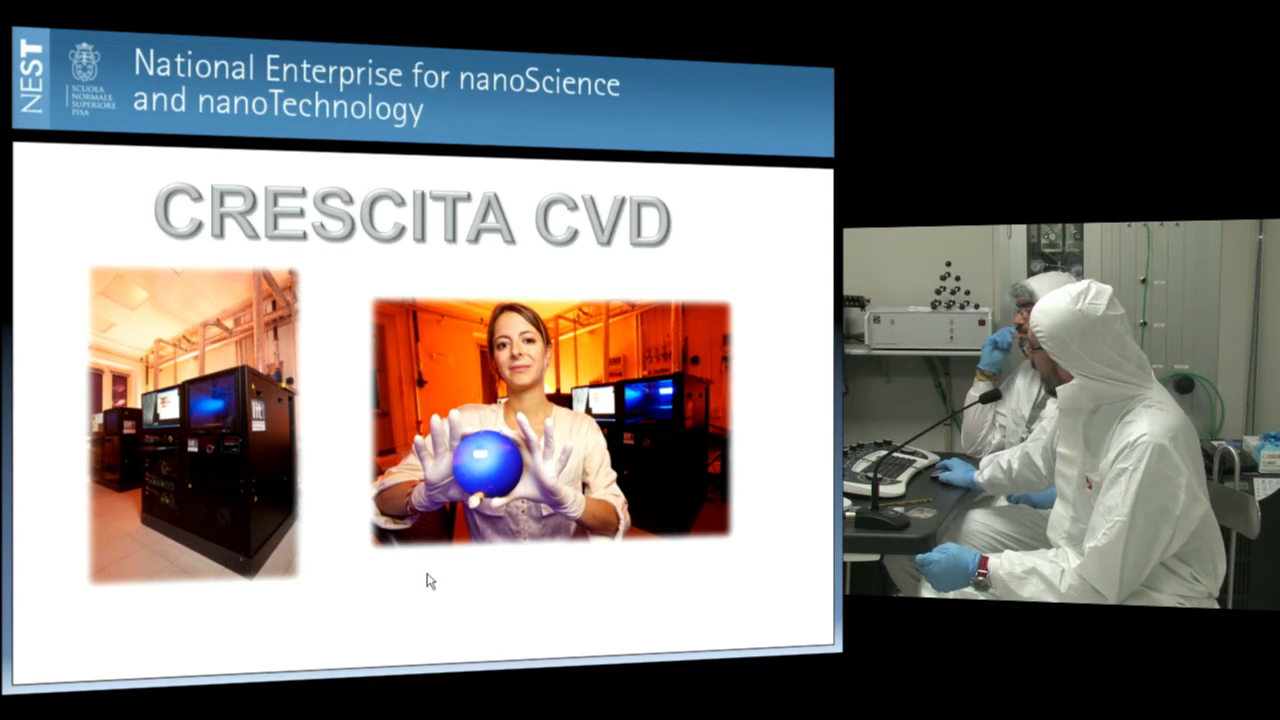 NEST
SCUOLA
NORMALE
SUPERIORE
PISA
National Enterprise for nanoScience
and nanoTechnology
CRESCITA CVD